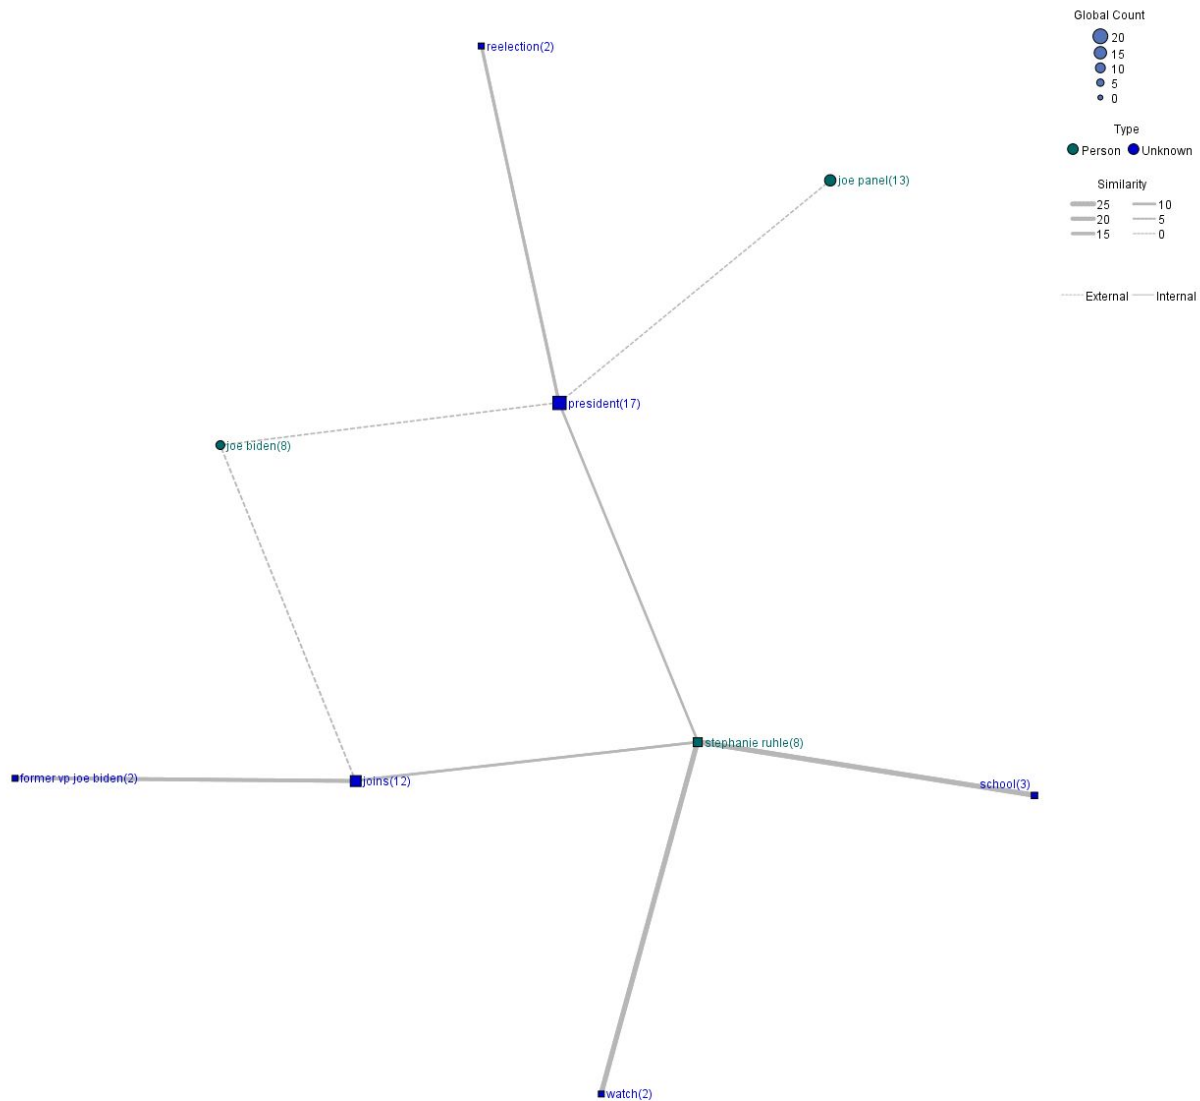 Global Count
20
15
10
5
0
Type
Person Unknown
Similarity
25 10
20 5
15 0
External Internal
reelection(2)
joe panel(13)
president(17)
joe biden(8)
stephanie ruhle(8)
former vp joe biden(2)
joins(12)
school(3)
watch(2)